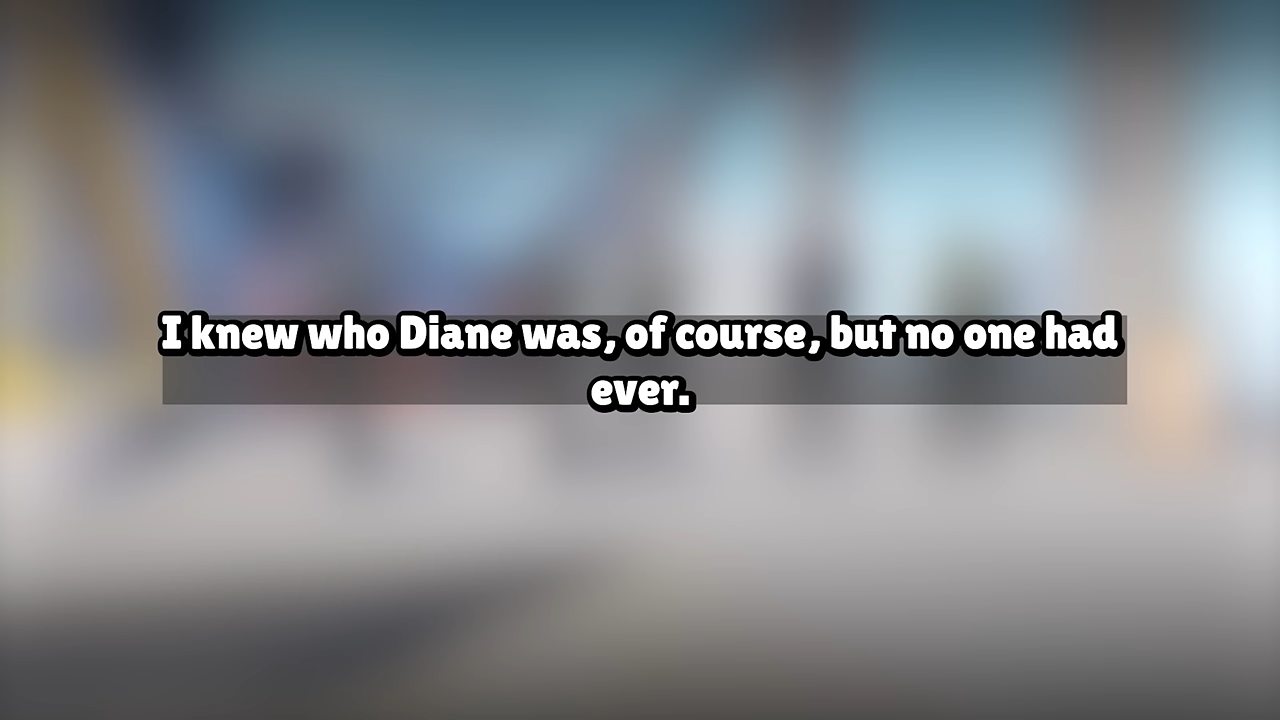 I knew who Diane was, of course, but no one had
ever.